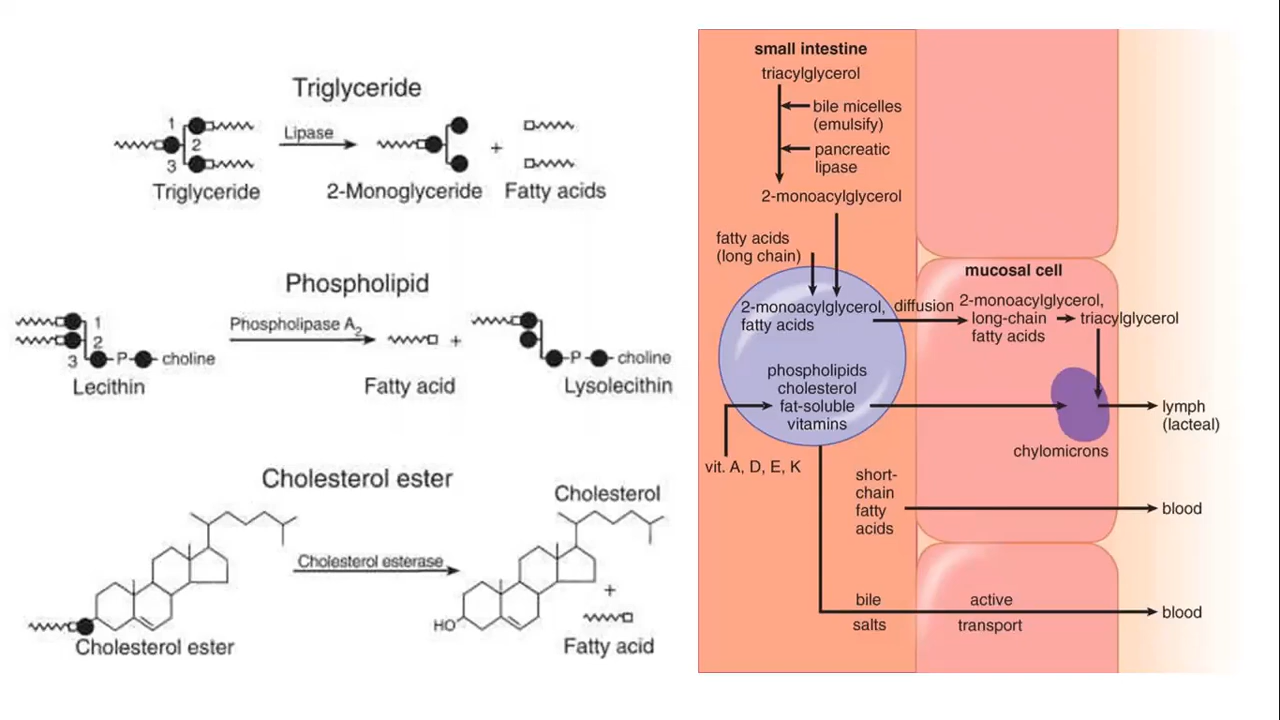 Triglyceride
1
2
3
Lipase
+
Triglyceride
2-Monoglyceride
Fatty acids
Phospholipid
1
2
3
P
choline
Phospholipase A2
+
P
choline
Lecithin
Fatty acid
Lysolecithin
Cholesterol ester
Cholesterol
Cholesterol esterase
HO
+
Cholesterol ester
Fatty acid
small intestine
triacylglycerol
bile micelles
(emulsify)
pancreatic
lipase
2-monoacylglycerol
fatty acids
(long chain)
2-monoacylglycerol,
fatty acids
diffusion
mucosal cell
2-monoacylglycerol,
long-chain
fatty acids
triacylglycerol
phospholipids
cholesterol
fat-soluble
vitamins
vit. A, D, E, K
chylomicrons
lymph
(lacteal)
short-
chain
fatty
acids
blood
bile
salts
active
transport
blood